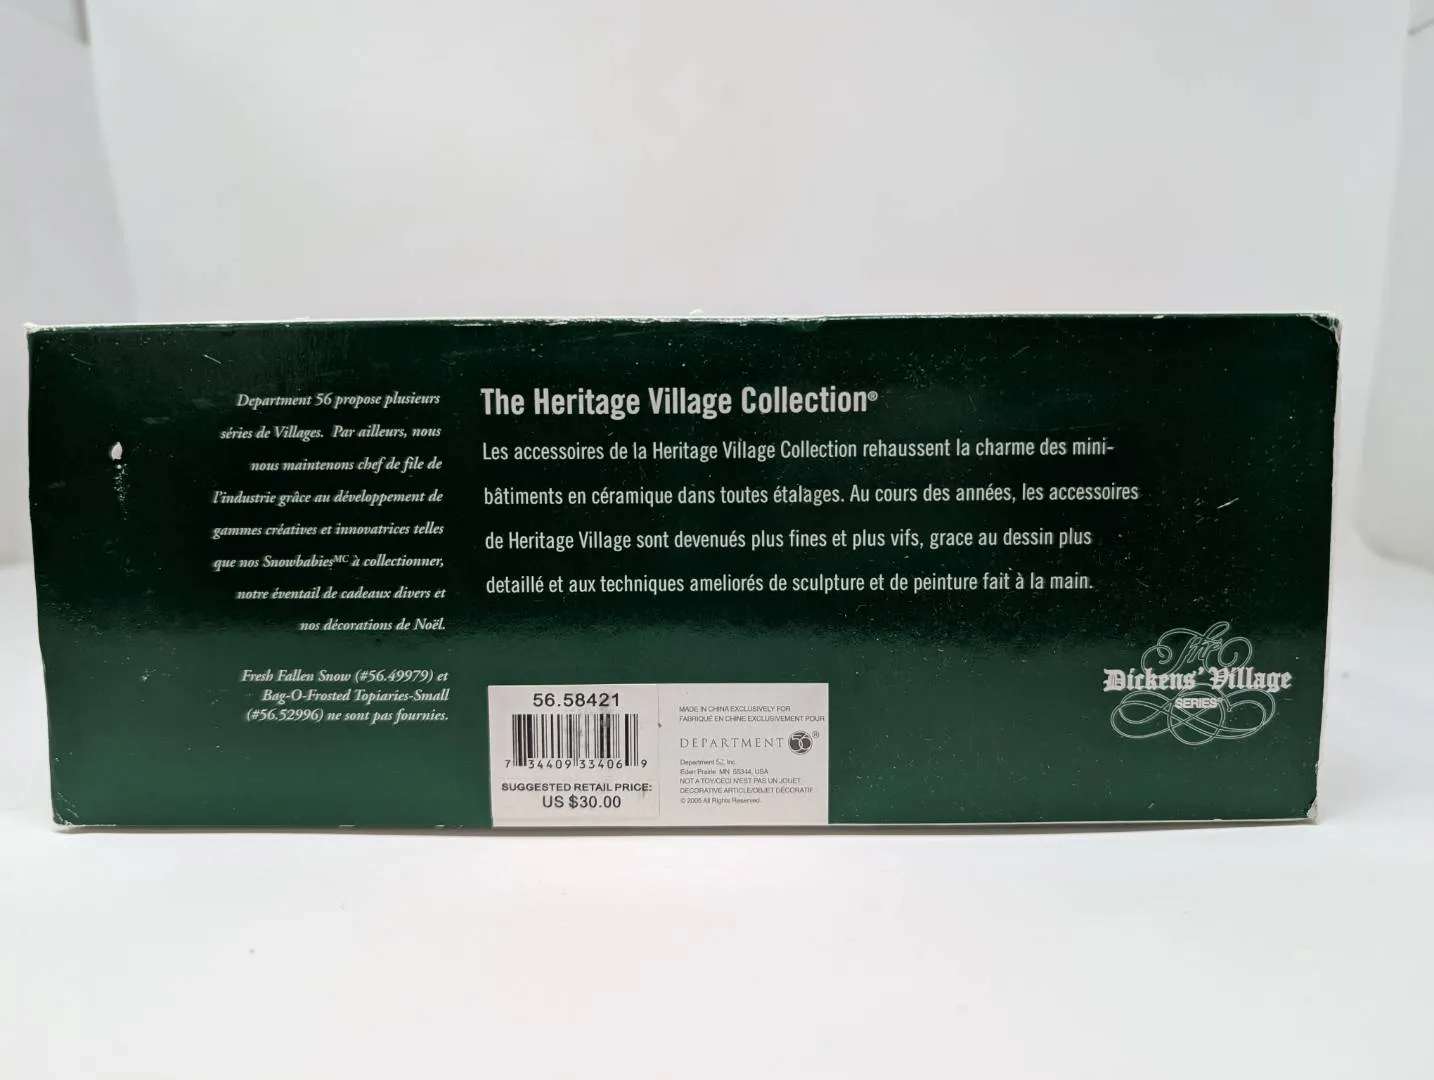 Department 56 propose plusieurs
séries de Villages. Par ailleurs, nous
nous maintenons chef de file de
l'industrie grâce au développement de
gammes créatives et innovatrices telles
que nos Snowbabiesᴹᶜ à collectionner,
notre éventail de cadeaux divers et
nos décorations de Noël.
Fresh Fallen Snow (#56.49979) et
Bag-O-Frosted Topiaries-Small
(#56.52996) ne sont pas fournies.
The Heritage Village Collection®
Les accessoires de la Heritage Village Collection rehaussent la charme des mini-
bâtiments en céramique dans toutes étalages. Au cours des années, les accessoires
de Heritage Village sont devenués plus fines et plus vifs, grace au dessin plus
detaillé et aux techniques ameliorés de sculpture et de peinture fait à la main.
56.58421
7 34409 33406 9
SUGGESTED RETAIL PRICE:
US $30.00
MADE IN CHINA EXCLUSIVELY FOR
FABRIQUÉ EN CHINE EXCLUSIVEMENT POUR
DEPARTMENT 56®
Department 56, Inc.
Eden Prairie MN 55344, USA
NOT A TOY/CECI N'EST PAS UN JOUET
DECORATIVE ARTICLE/OBJET DÉCORATIF
© 2005 All Rights Reserved.
The
Dickens' Village
SERIES